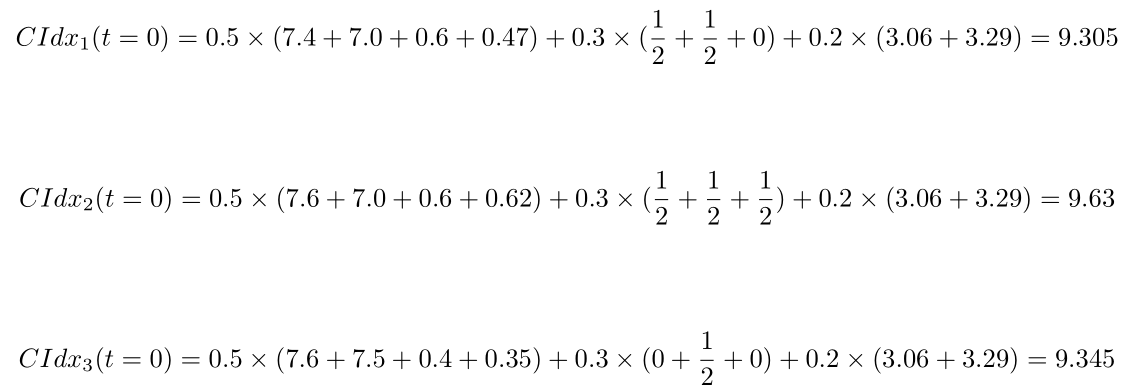 CIdx₁(t = 0) = 0.5 × (7.4 + 7.0 + 0.6 + 0.47) + 0.3 × (1/2 + 1/2 + 0) + 0.2 × (3.06 + 3.29) = 9.305
CIdx₂(t = 0) = 0.5 × (7.6 + 7.0 + 0.6 + 0.62) + 0.3 × (1/2 + 1/2 + 1/2) + 0.2 × (3.06 + 3.29) = 9.63
CIdx₃(t = 0) = 0.5 × (7.6 + 7.5 + 0.4 + 0.35) + 0.3 × (0 + 1/2 + 0) + 0.2 × (3.06 + 3.29) = 9.345